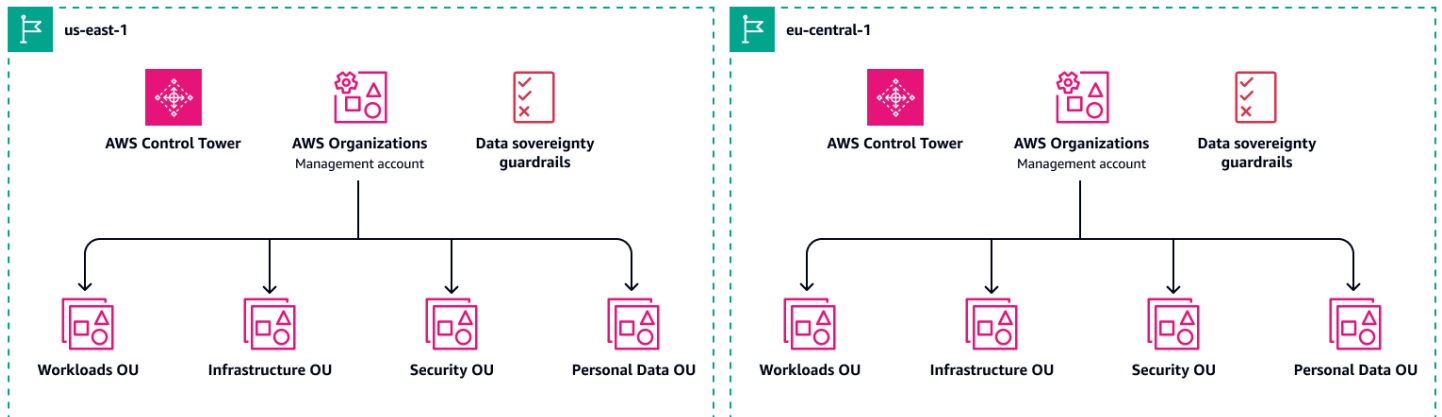 us-east-1
AWS Control Tower
AWS Organizations
Management account
Data sovereignty
guardrails
Workloads OU
Infrastructure OU
Security OU
Personal Data OU
eu-central-1
AWS Control Tower
AWS Organizations
Management account
Data sovereignty
guardrails
Workloads OU
Infrastructure OU
Security OU
Personal Data OU